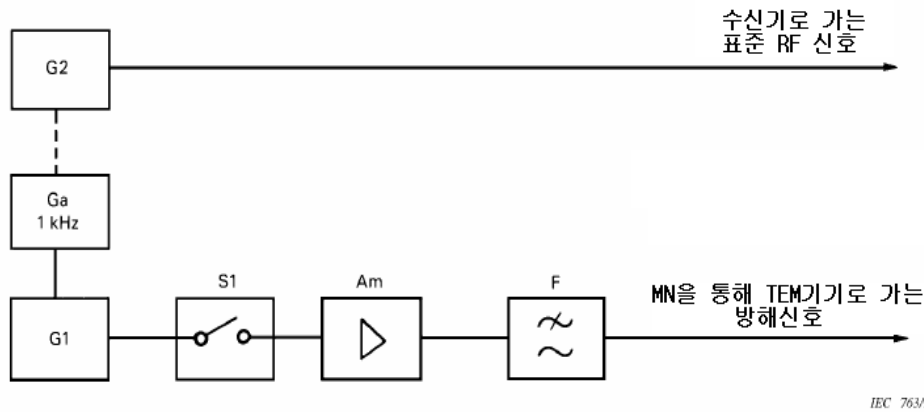 수신기로 가는
표준 RF 신호
G2
Ga
1 kHz
S1
Am
F
MN을 통해 TEM기기로 가는
방해신호
G1
IEC 763/